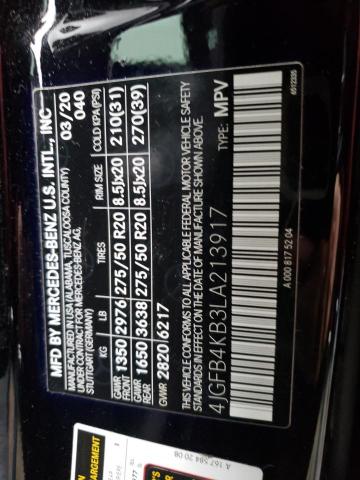 MFD BY MERCEDES-BENZ U.S. INTL., INC
MANUFACTURED IN USA (ALABAMA, TUSCALOOSA COUNTY)
UNDER CONTRACT FOR MERCEDES-BENZ AG,
STUTTGART (GERMANY)
03/20
040
KG LB TIRES RIM SIZE COLD KPA (PSI)
GAWR FRONT 1350 2976 275/50 R20 8.5Jx20 210(31)
GAWR REAR 1650 3638 275/50 R20 8.5Jx20 270(39)
GVWR 2820 6217
THIS VEHICLE CONFORMS TO ALL APPLICABLE FEDERAL MOTOR VEHICLE SAFETY
STANDARDS IN EFFECT ON THE DATE OF MANUFACTURE SHOWN ABOVE.
4JGFB4KB3LA213917 TYPE: MPV
A 000 817 52 04
6512335
A 167 584 20 08